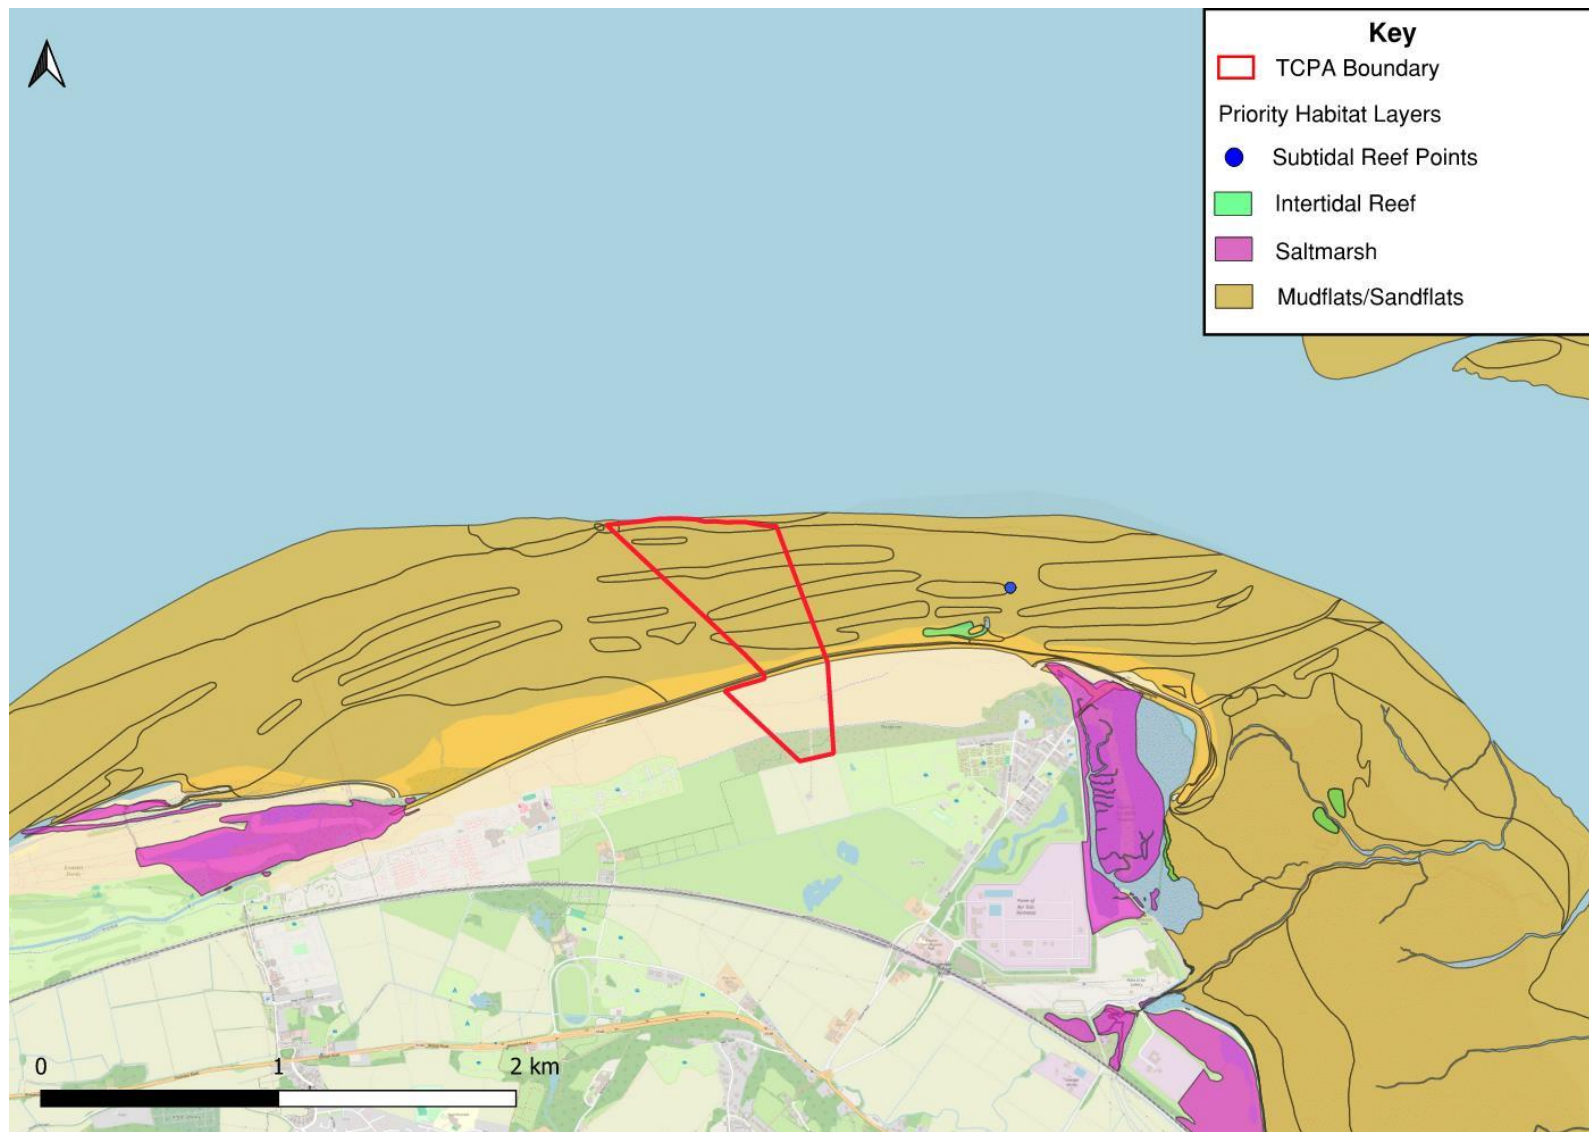 Key
TCPA Boundary
Priority Habitat Layers
Subtidal Reef Points
Intertidal Reef
Saltmarsh
Mudflats/Sandflats
0 1 2 km